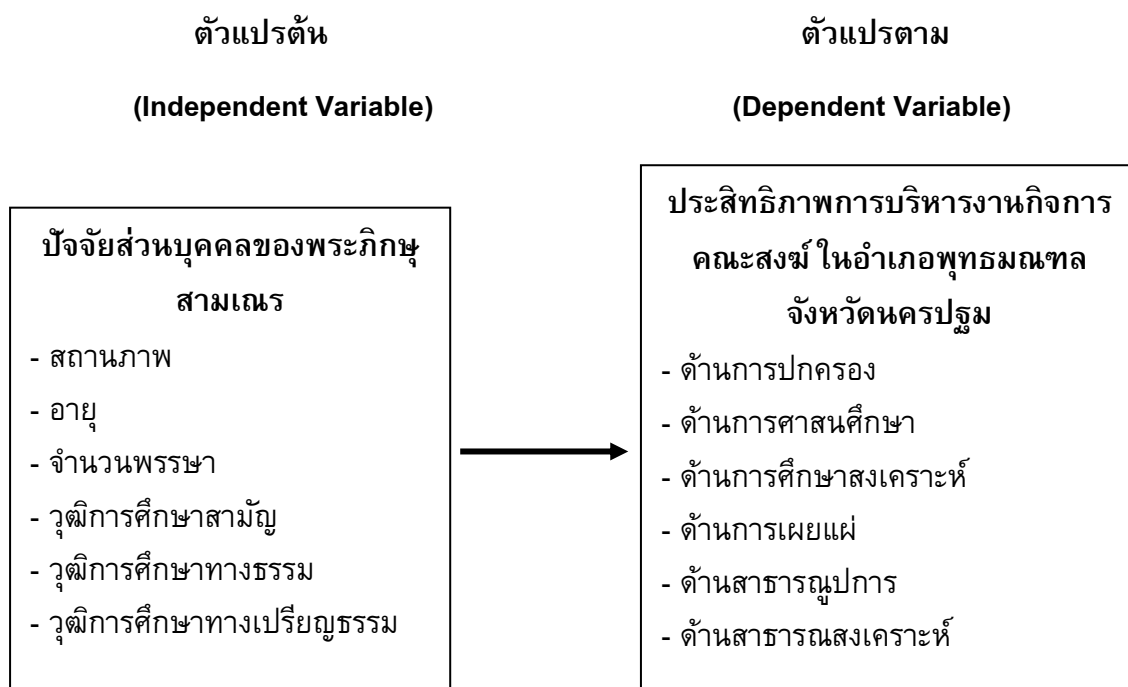 ตัวแปรต้น
(Independent Variable)
ปัจจัยส่วนบุคคลของพระภิกษุ
สามเณร
- สถานภาพ
- อายุ
- จำนวนพรรษา
- วุฒิการศึกษาสามัญ
- วุฒิการศึกษาทางธรรม
- วุฒิการศึกษาทางเปรียญธรรม
ตัวแปรตาม
(Dependent Variable)
ประสิทธิภาพการบริหารงานกิจการ
คณะสงฆ์ ในอำเภอพุทธมณฑล
จังหวัดนครปฐม
- ด้านการปกครอง
- ด้านการศาสนศึกษา
- ด้านการศึกษาสงเคราะห์
- ด้านการเผยแผ่
- ด้านสาธารณูปการ
- ด้านสาธารณสงเคราะห์